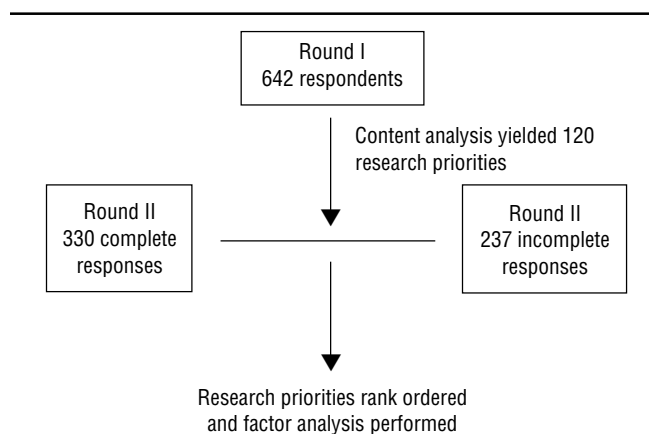 Round I
642 respondents
Content analysis yielded 120
research priorities
Round II
330 complete
responses
Round II
237 incomplete
responses
Research priorities rank ordered
and factor analysis performed